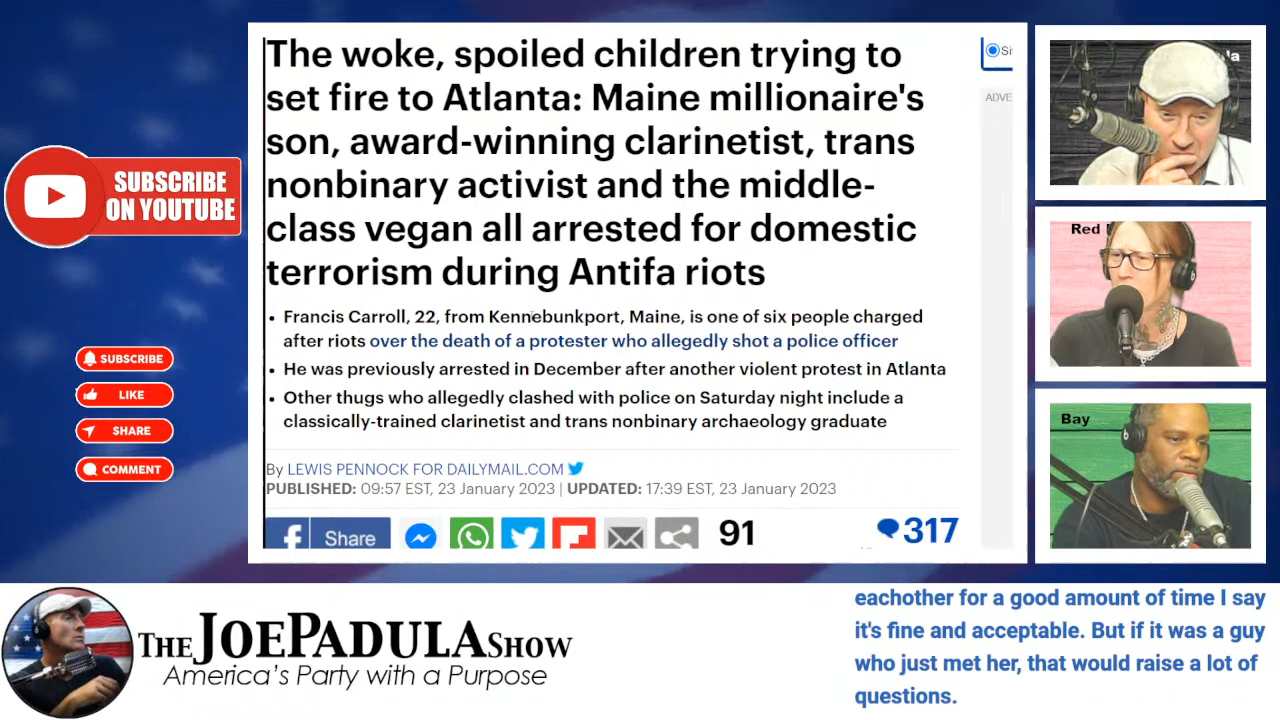 The woke, spoiled children trying to
set fire to Atlanta: Maine millionaire's
son, award-winning clarinetist, trans
nonbinary activist and the middle-
class vegan all arrested for domestic
terrorism during Antifa riots
• Francis Carroll, 22, from Kennebunkport, Maine, is one of six people charged
after riots over the death of a protester who allegedly shot a police officer
• He was previously arrested in December after another violent protest in Atlanta
• Other thugs who allegedly clashed with police on Saturday night include a
classically-trained clarinetist and trans nonbinary archaeology graduate
By LEWIS PENNOCK FOR DAILYMAIL.COM
PUBLISHED: 09:57 EST, 23 January 2023 | UPDATED: 17:39 EST, 23 January 2023
Share
91
317
ADVE
SUBSCRIBE
ON YOUTUBE
SUBSCRIBE
LIKE
SHARE
COMMENT
Red
Bay
THE JOEPADULA SHOW
America's Party with a Purpose
eachother for a good amount of time I say
it's fine and acceptable. But if it was a guy
who just met her, that would raise a lot of
questions.